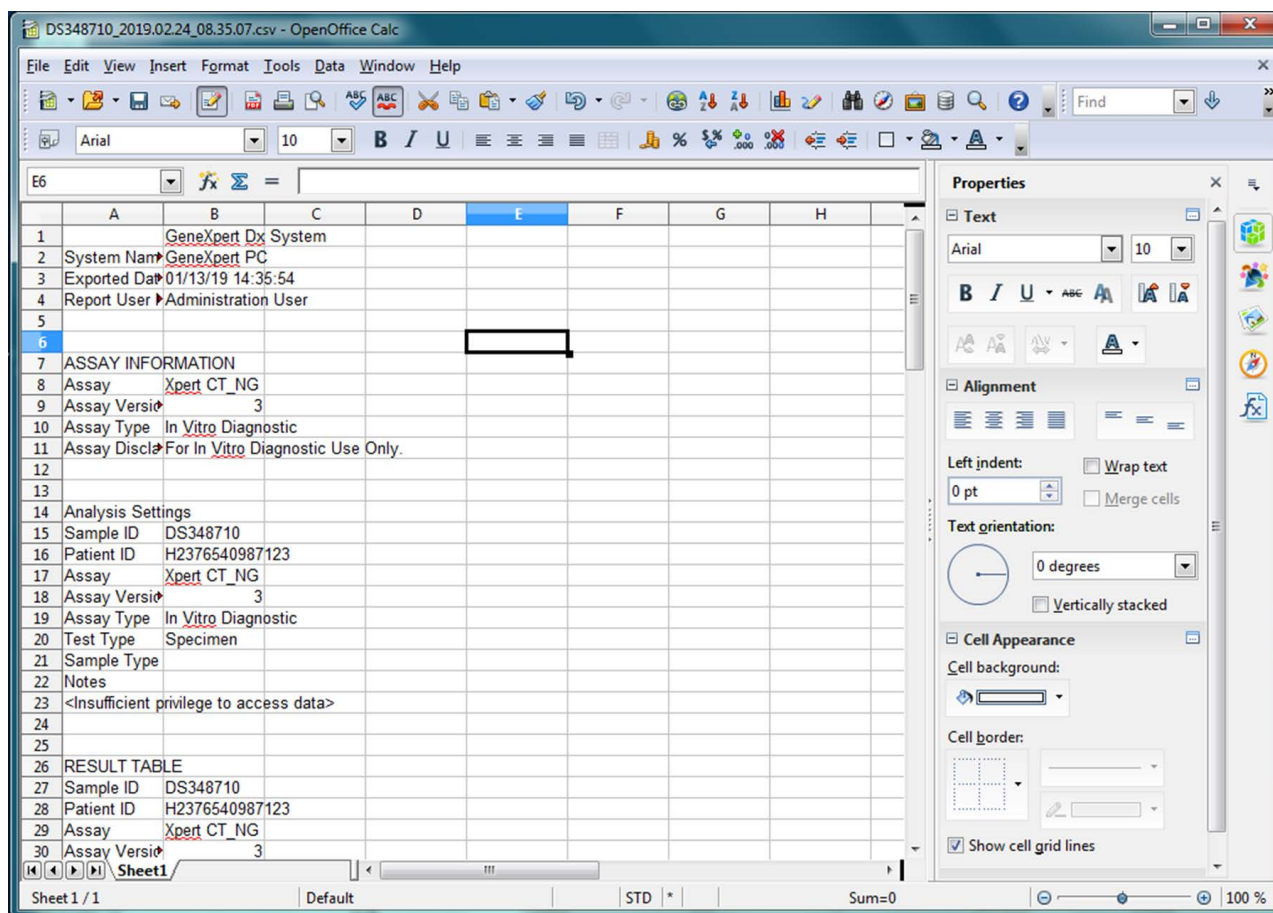 DS348710_2019.02.24_08.35.07.csv - OpenOffice Calc
File Edit View Insert Format Tools Data Window Help
Find
Arial 10
E6
A B C D E F G H
1 GeneXpert Dx System
2 System Nam GeneXpert PC
3 Exported Dat 01/13/19 14:35:54
4 Report User Administration User
5
6
7 ASSAY INFORMATION
8 Assay Xpert CT_NG
9 Assay Versio 3
10 Assay Type In Vitro Diagnostic
11 Assay Discla For In Vitro Diagnostic Use Only.
12
13
14 Analysis Settings
15 Sample ID DS348710
16 Patient ID H2376540987123
17 Assay Xpert CT_NG
18 Assay Versio 3
19 Assay Type In Vitro Diagnostic
20 Test Type Specimen
21 Sample Type
22 Notes
23 <Insufficient privilege to access data>
24
25
26 RESULT TABLE
27 Sample ID DS348710
28 Patient ID H2376540987123
29 Assay Xpert CT_NG
30 Assay Versio 3
Sheet1
Sheet 1 / 1 Default STD * Sum=0 100 %
Properties
Text
Arial 10
Alignment
Left indent:
Wrap text
0 pt
Merge cells
Text orientation:
0 degrees
Vertically stacked
Cell Appearance
Cell background:
Cell border:
Show cell grid lines